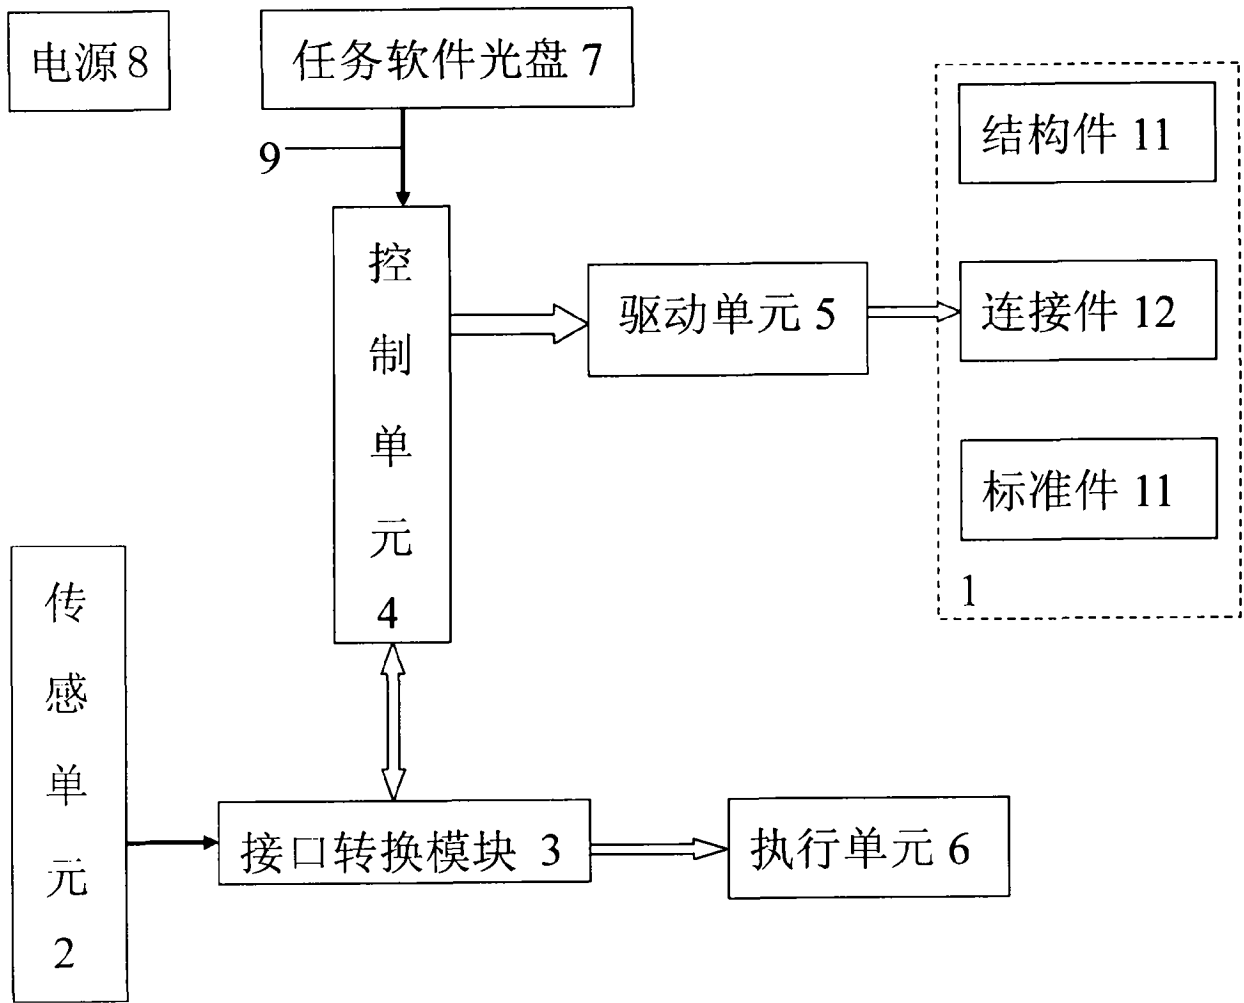 电源 8
任务软件光盘 7
9
控制单元 4
驱动单元 5
结构件 11
连接件 12
标准件 11
1
传感单元 2
接口转换模块 3
执行单元 6